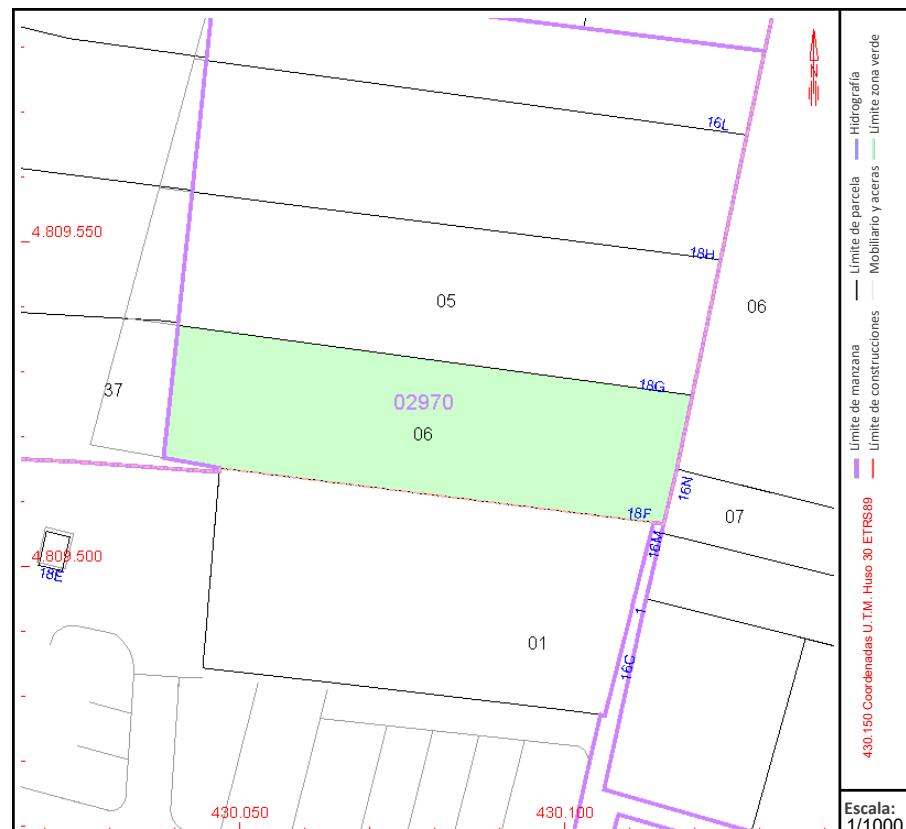 16L
4.809.550
18H
05
06
18G
37
02970
06
16N
18F
07
16M
4.809.500
18E
1
01
16C
430.050
430.100
N
Límite de manzana
Límite de construcciones
Límite de parcela
Mobiliario y aceras
Hidrografía
Límite zona verde
430.150 Coordenadas U.T.M. Huso 30 ETRS89
Escala:
1/1000